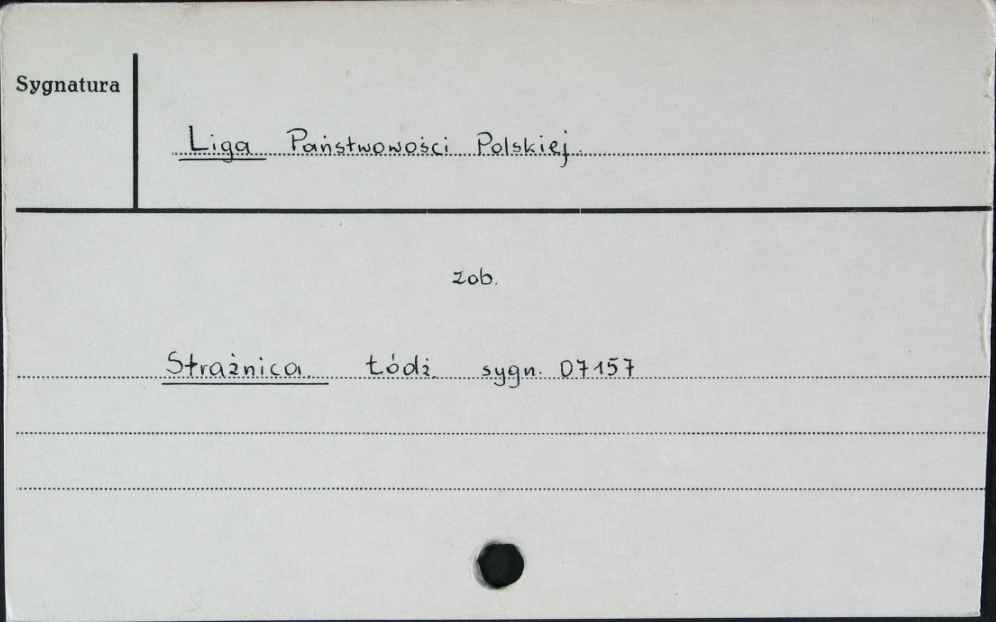 Sygnatura
Liga Państwowości Polskiej.
zob.
Strażnica. Łódź. sygn. 07157